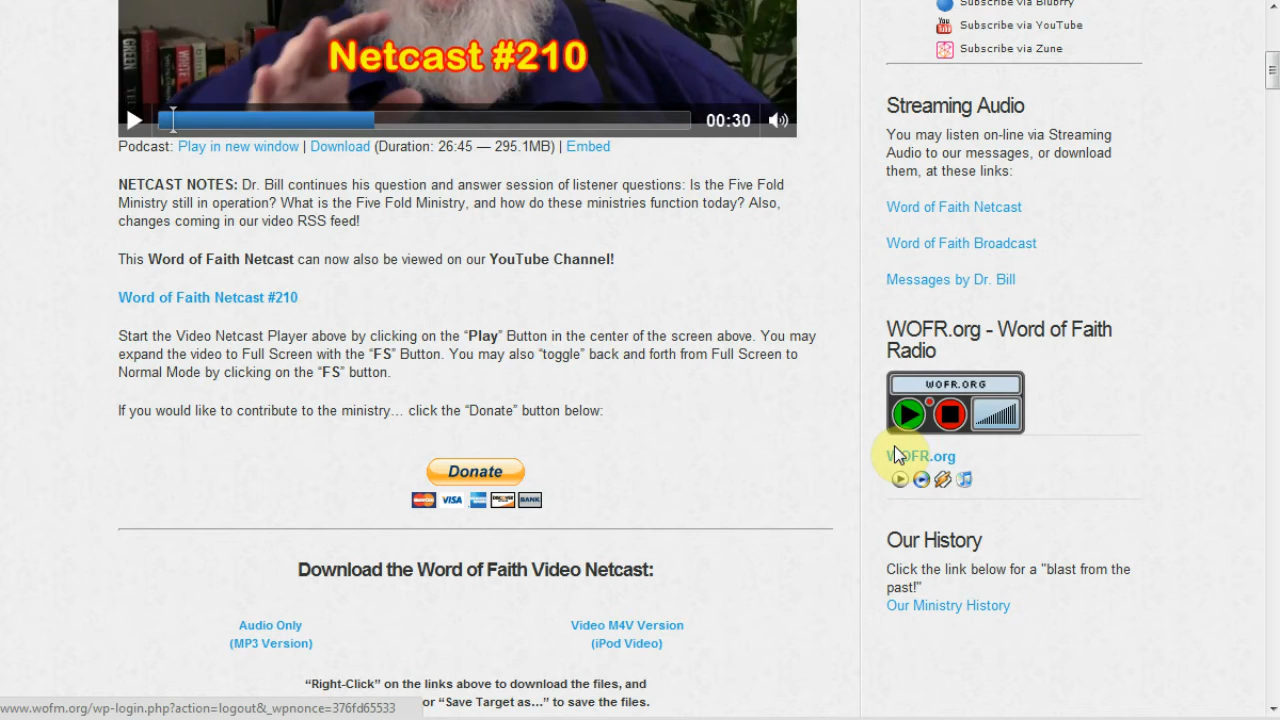 GREEN
WHITE
RED
BLACK
Netcast #210
00:30
Podcast: Play in new window | Download (Duration: 26:45 — 295.1MB) | Embed
NETCAST NOTES: Dr. Bill continues his question and answer session of listener questions: Is the Five Fold
Ministry still in operation? What is the Five Fold Ministry, and how do these ministries function today? Also,
changes coming in our video RSS feed!
This Word of Faith Netcast can now also be viewed on our YouTube Channel!
Word of Faith Netcast #210
Start the Video Netcast Player above by clicking on the “Play” Button in the center of the screen above. You may
expand the video to Full Screen with the “FS” Button. You may also “toggle” back and forth from Full Screen to
Normal Mode by clicking on the “FS” button.
If you would like to contribute to the ministry… click the “Donate” button below:
Donate
VISA
BANK
Download the Word of Faith Video Netcast:
Audio Only
(MP3 Version)
Video M4V Version
(iPod Video)
“Right-Click” on the links above to download the files, and
or “Save Target as…” to save the files.
Subscribe via Blubrry
You
Subscribe via YouTube
Subscribe via Zune
Streaming Audio
You may listen on-line via Streaming
Audio to our messages, or download
them, at these links:
Word of Faith Netcast
Word of Faith Broadcast
Messages by Dr. Bill
WOFR.org - Word of Faith
Radio
WOFR.ORG
WOFR.org
Our History
Click the link below for a "blast from the
past!"
Our Ministry History
www.wofm.org/wp-login.php?action=logout&_wpnonce=376fd65533